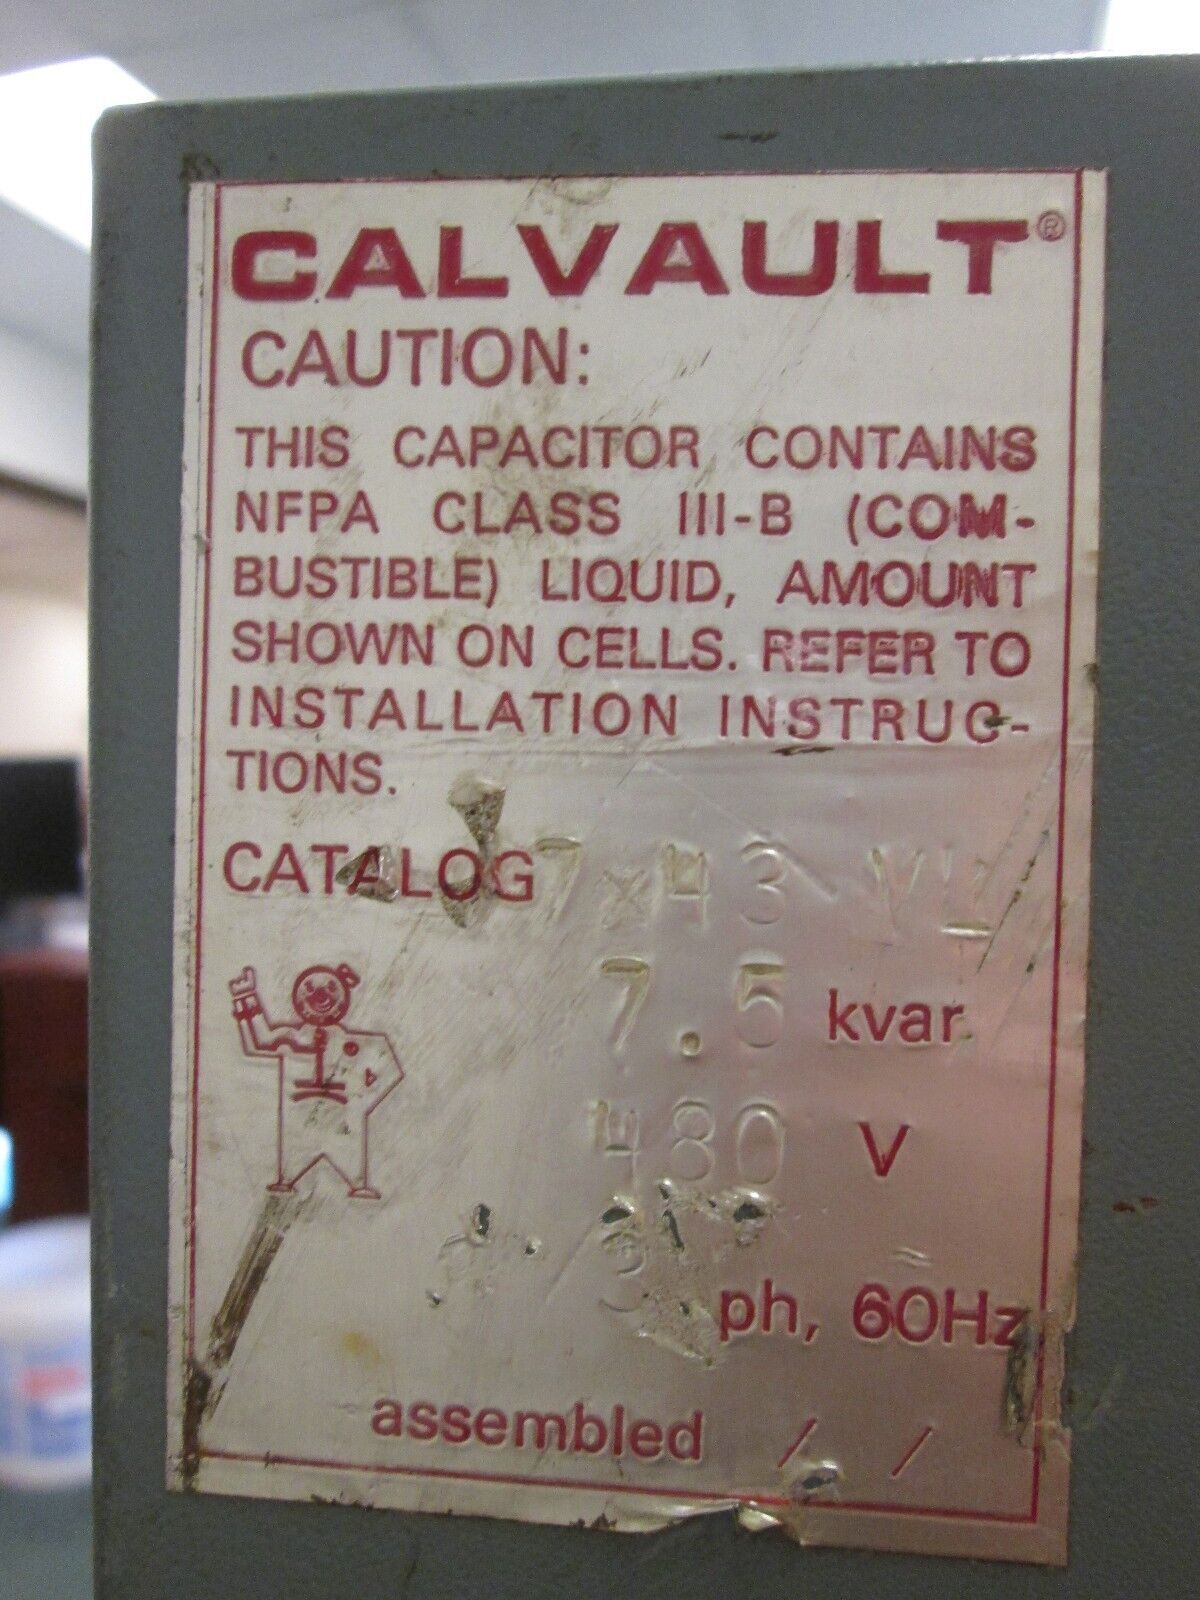 CALVAULT®
CAUTION:
THIS CAPACITOR CONTAINS
NFPA CLASS III-B (COM-
BUSTIBLE) LIQUID, AMOUNT
SHOWN ON CELLS. REFER TO
INSTALLATION INSTRUC-
TIONS.
CATALOG
7.5 kvar
480 V
3 ph, 60Hz
assembled / /